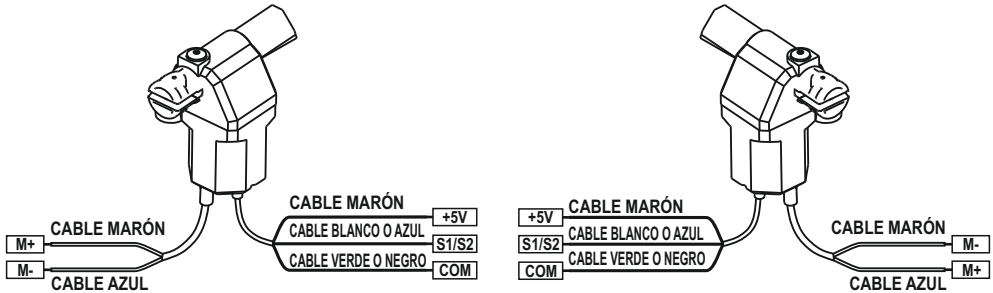 CABLE MARÓN
+5V
CABLE BLANCO O AZUL
S1/S2
CABLE VERDE O NEGRO
COM
CABLE MARÓN
M+
M-
CABLE AZUL
+5V
CABLE MARÓN
S1/S2
CABLE BLANCO O AZUL
COM
CABLE VERDE O NEGRO
CABLE MARÓN
M-
M+
CABLE AZUL